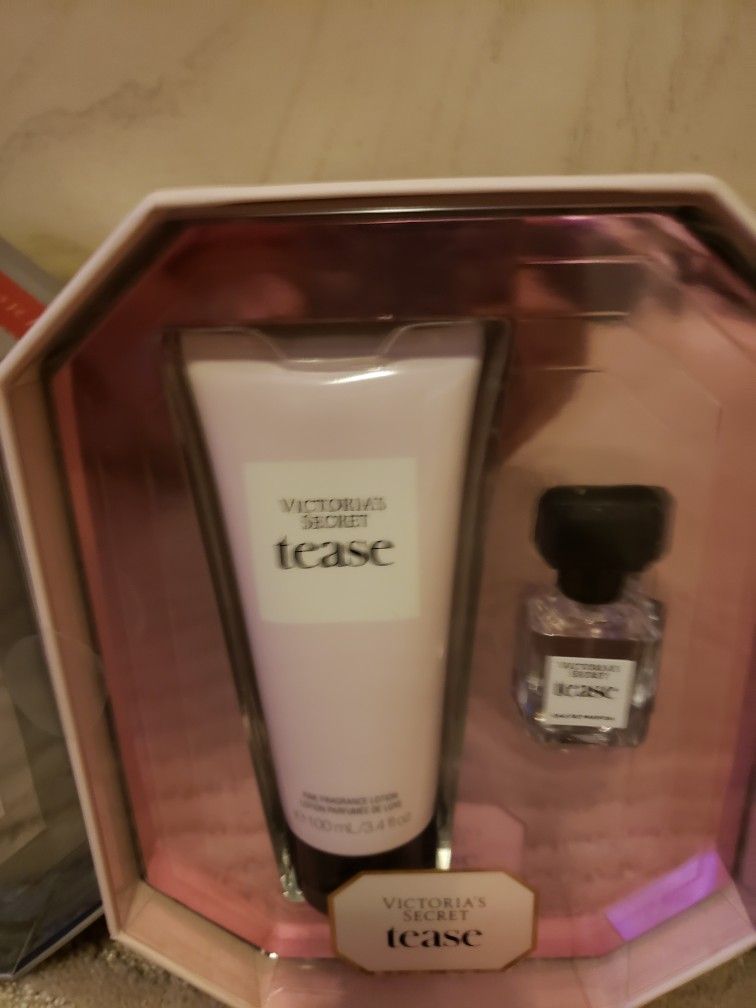 VICTORIA'S
SECRET
tease
FINE FRAGRANCE LOTION
LOTION PARFUMÉE DE LUXE
100 mL/3.4 fl oz
VICTORIA'S
SECRET
tease
EAU DE PARFUM
VICTORIA'S
SECRET
tease